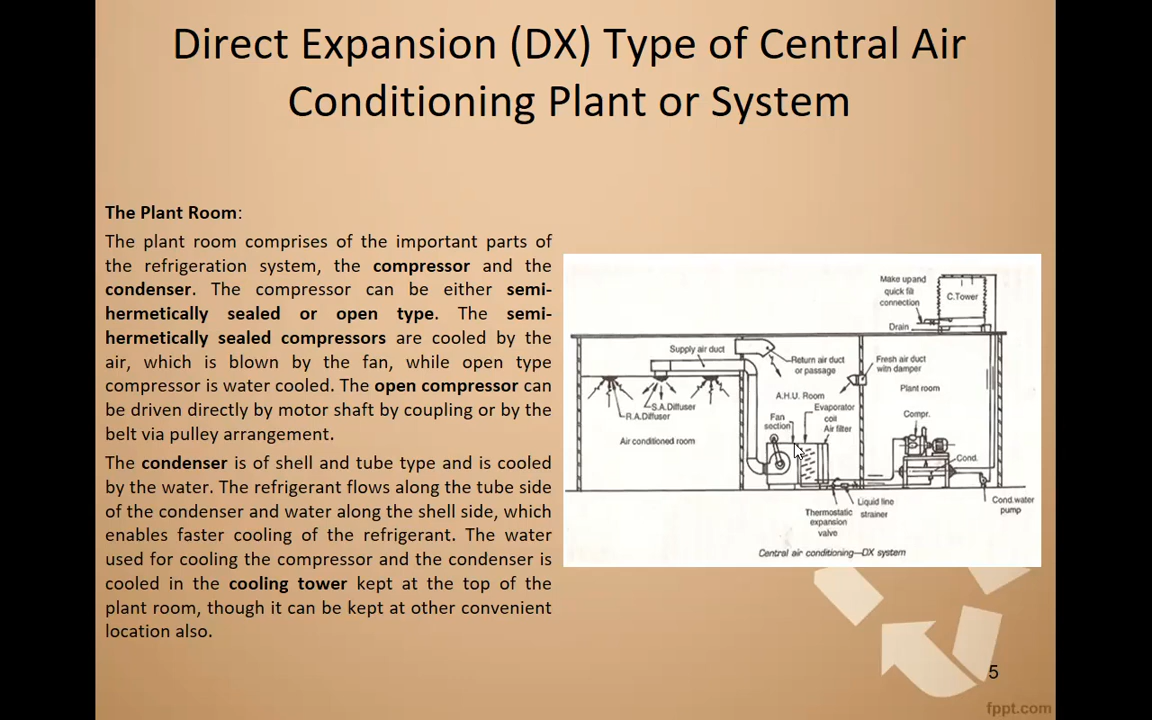 Direct Expansion (DX) Type of Central Air
Conditioning Plant or System
The Plant Room:
The plant room comprises of the important parts of
the refrigeration system, the compressor and the
condenser. The compressor can be either semi-
hermetically sealed or open type. The semi-
hermetically sealed compressors are cooled by the
air, which is blown by the fan, while open type
compressor is water cooled. The open compressor can
be driven directly by motor shaft by coupling or by the
belt via pulley arrangement.
The condenser is of shell and tube type and is cooled
by the water. The refrigerant flows along the tube side
of the condenser and water along the shell side, which
enables faster cooling of the refrigerant. The water
used for cooling the compressor and the condenser is
cooled in the cooling tower kept at the top of the
plant room, though it can be kept at other convenient
location also.
Make up and
quick fill
connection
C.Tower
Drain
Supply air duct
Return air duct
or passage
Fresh air duct
with damper
Plant room
A.H.U. Room
S.A.Diffuser
R.A.Diffuser
Fan
section
Evaporator
coil
Air filter
Compr.
Air conditioned room
Cond.
Thermostatic
expansion
valve
Liquid line
strainer
Cond. water
pump
Central air conditioning—DX system
5
fppt.com